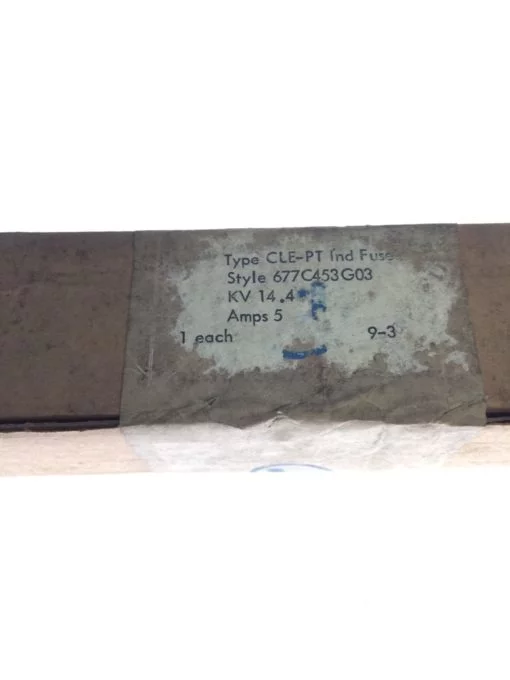 Type CLE-PT Ind Fuse
Style 677C453G03
KV 14.4
Amps 5
1 each 9-3